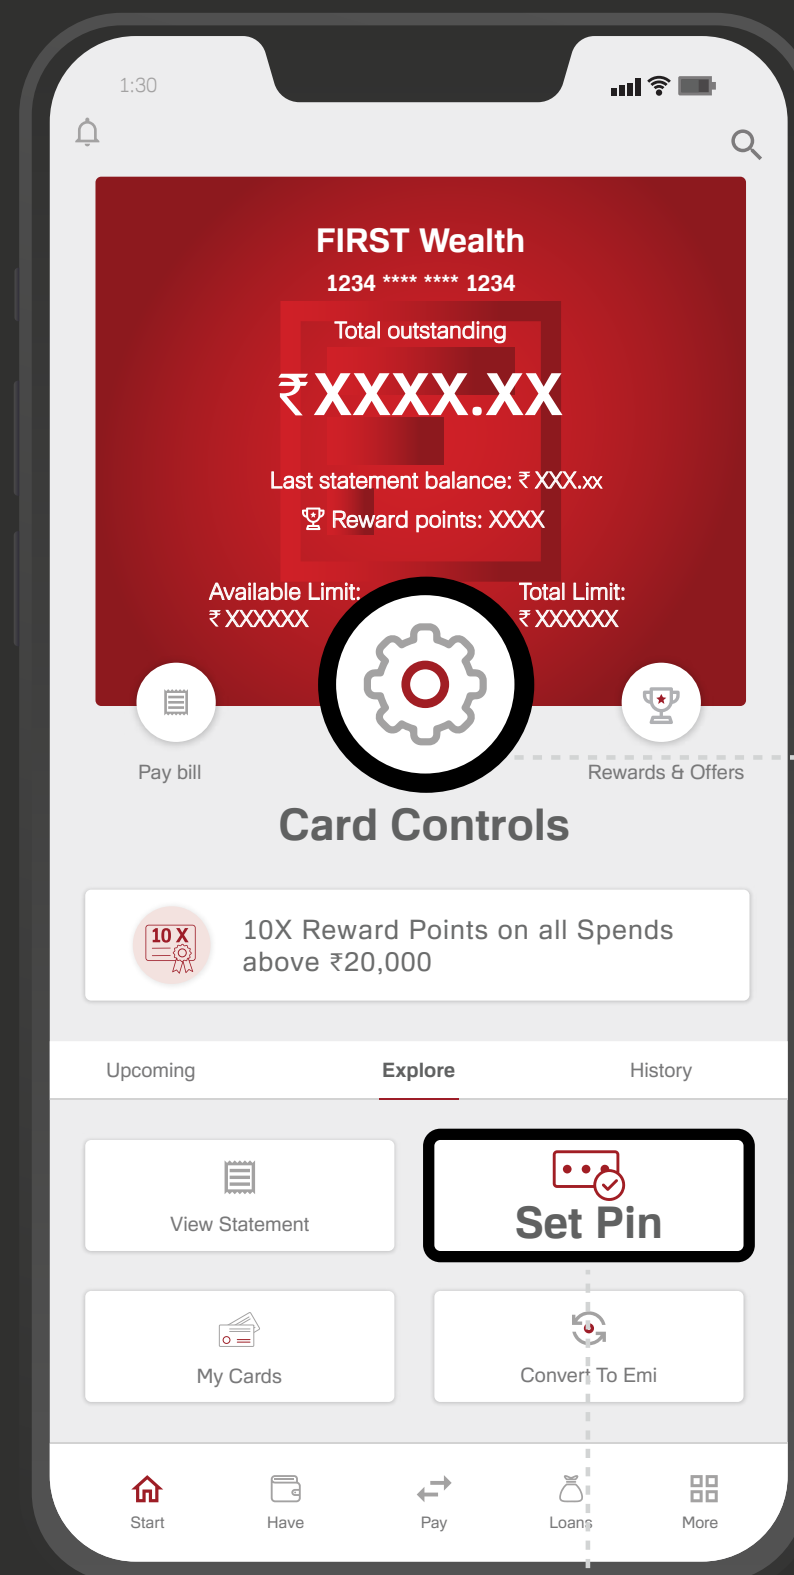 1:30
FIRST Wealth
1234 **** **** 1234
Total outstanding
₹XXXX.XX
Last statement balance: ₹ XXX.xx
Reward points: XXXX
Available Limit:
₹ XXXXXX
Total Limit:
₹ XXXXXX
Pay bill
Rewards & Offers
Card Controls
10 X
10X Reward Points on all Spends
above ₹20,000
Upcoming
Explore
History
View Statement
Set Pin
My Cards
Convert To Emi
Start
Have
Pay
Loans
More